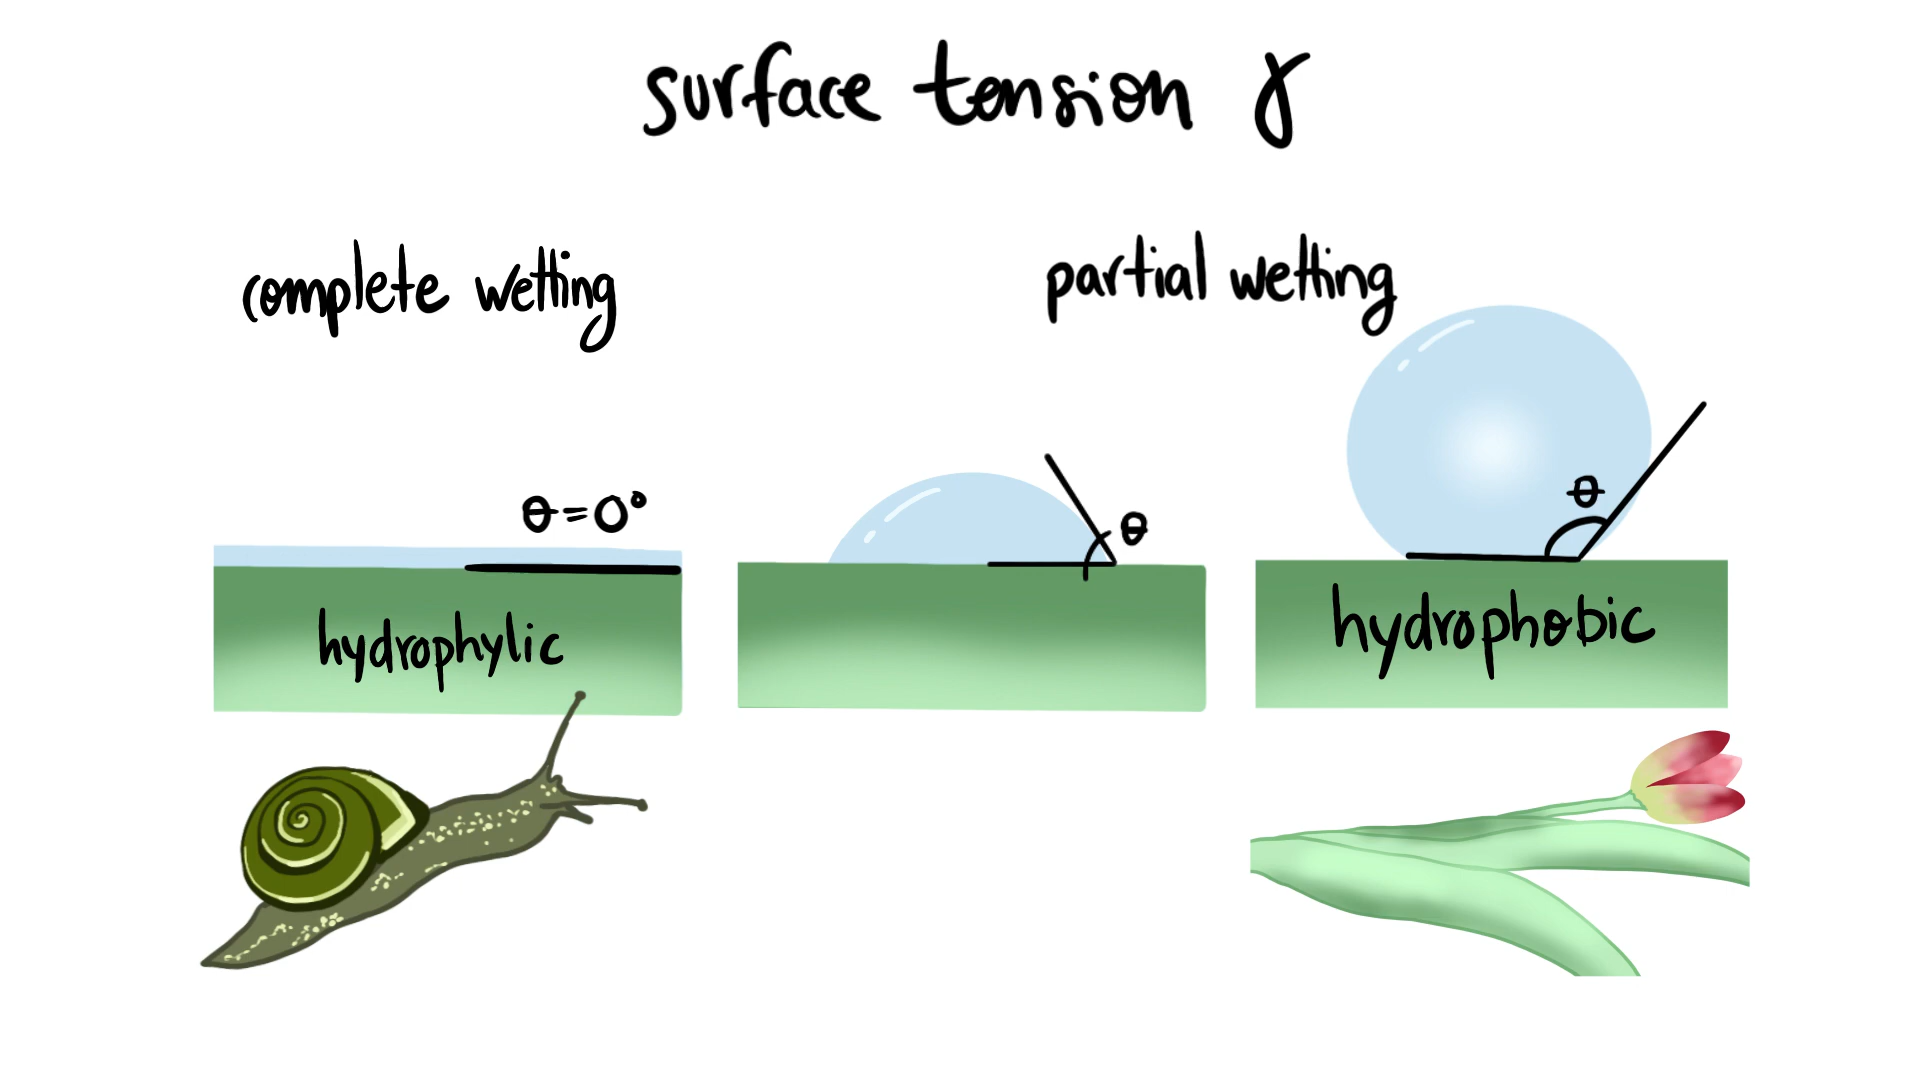 surface tension γ
complete wetting
partial wetting
θ=0°
θ
θ
hydrophylic
hydrophobic